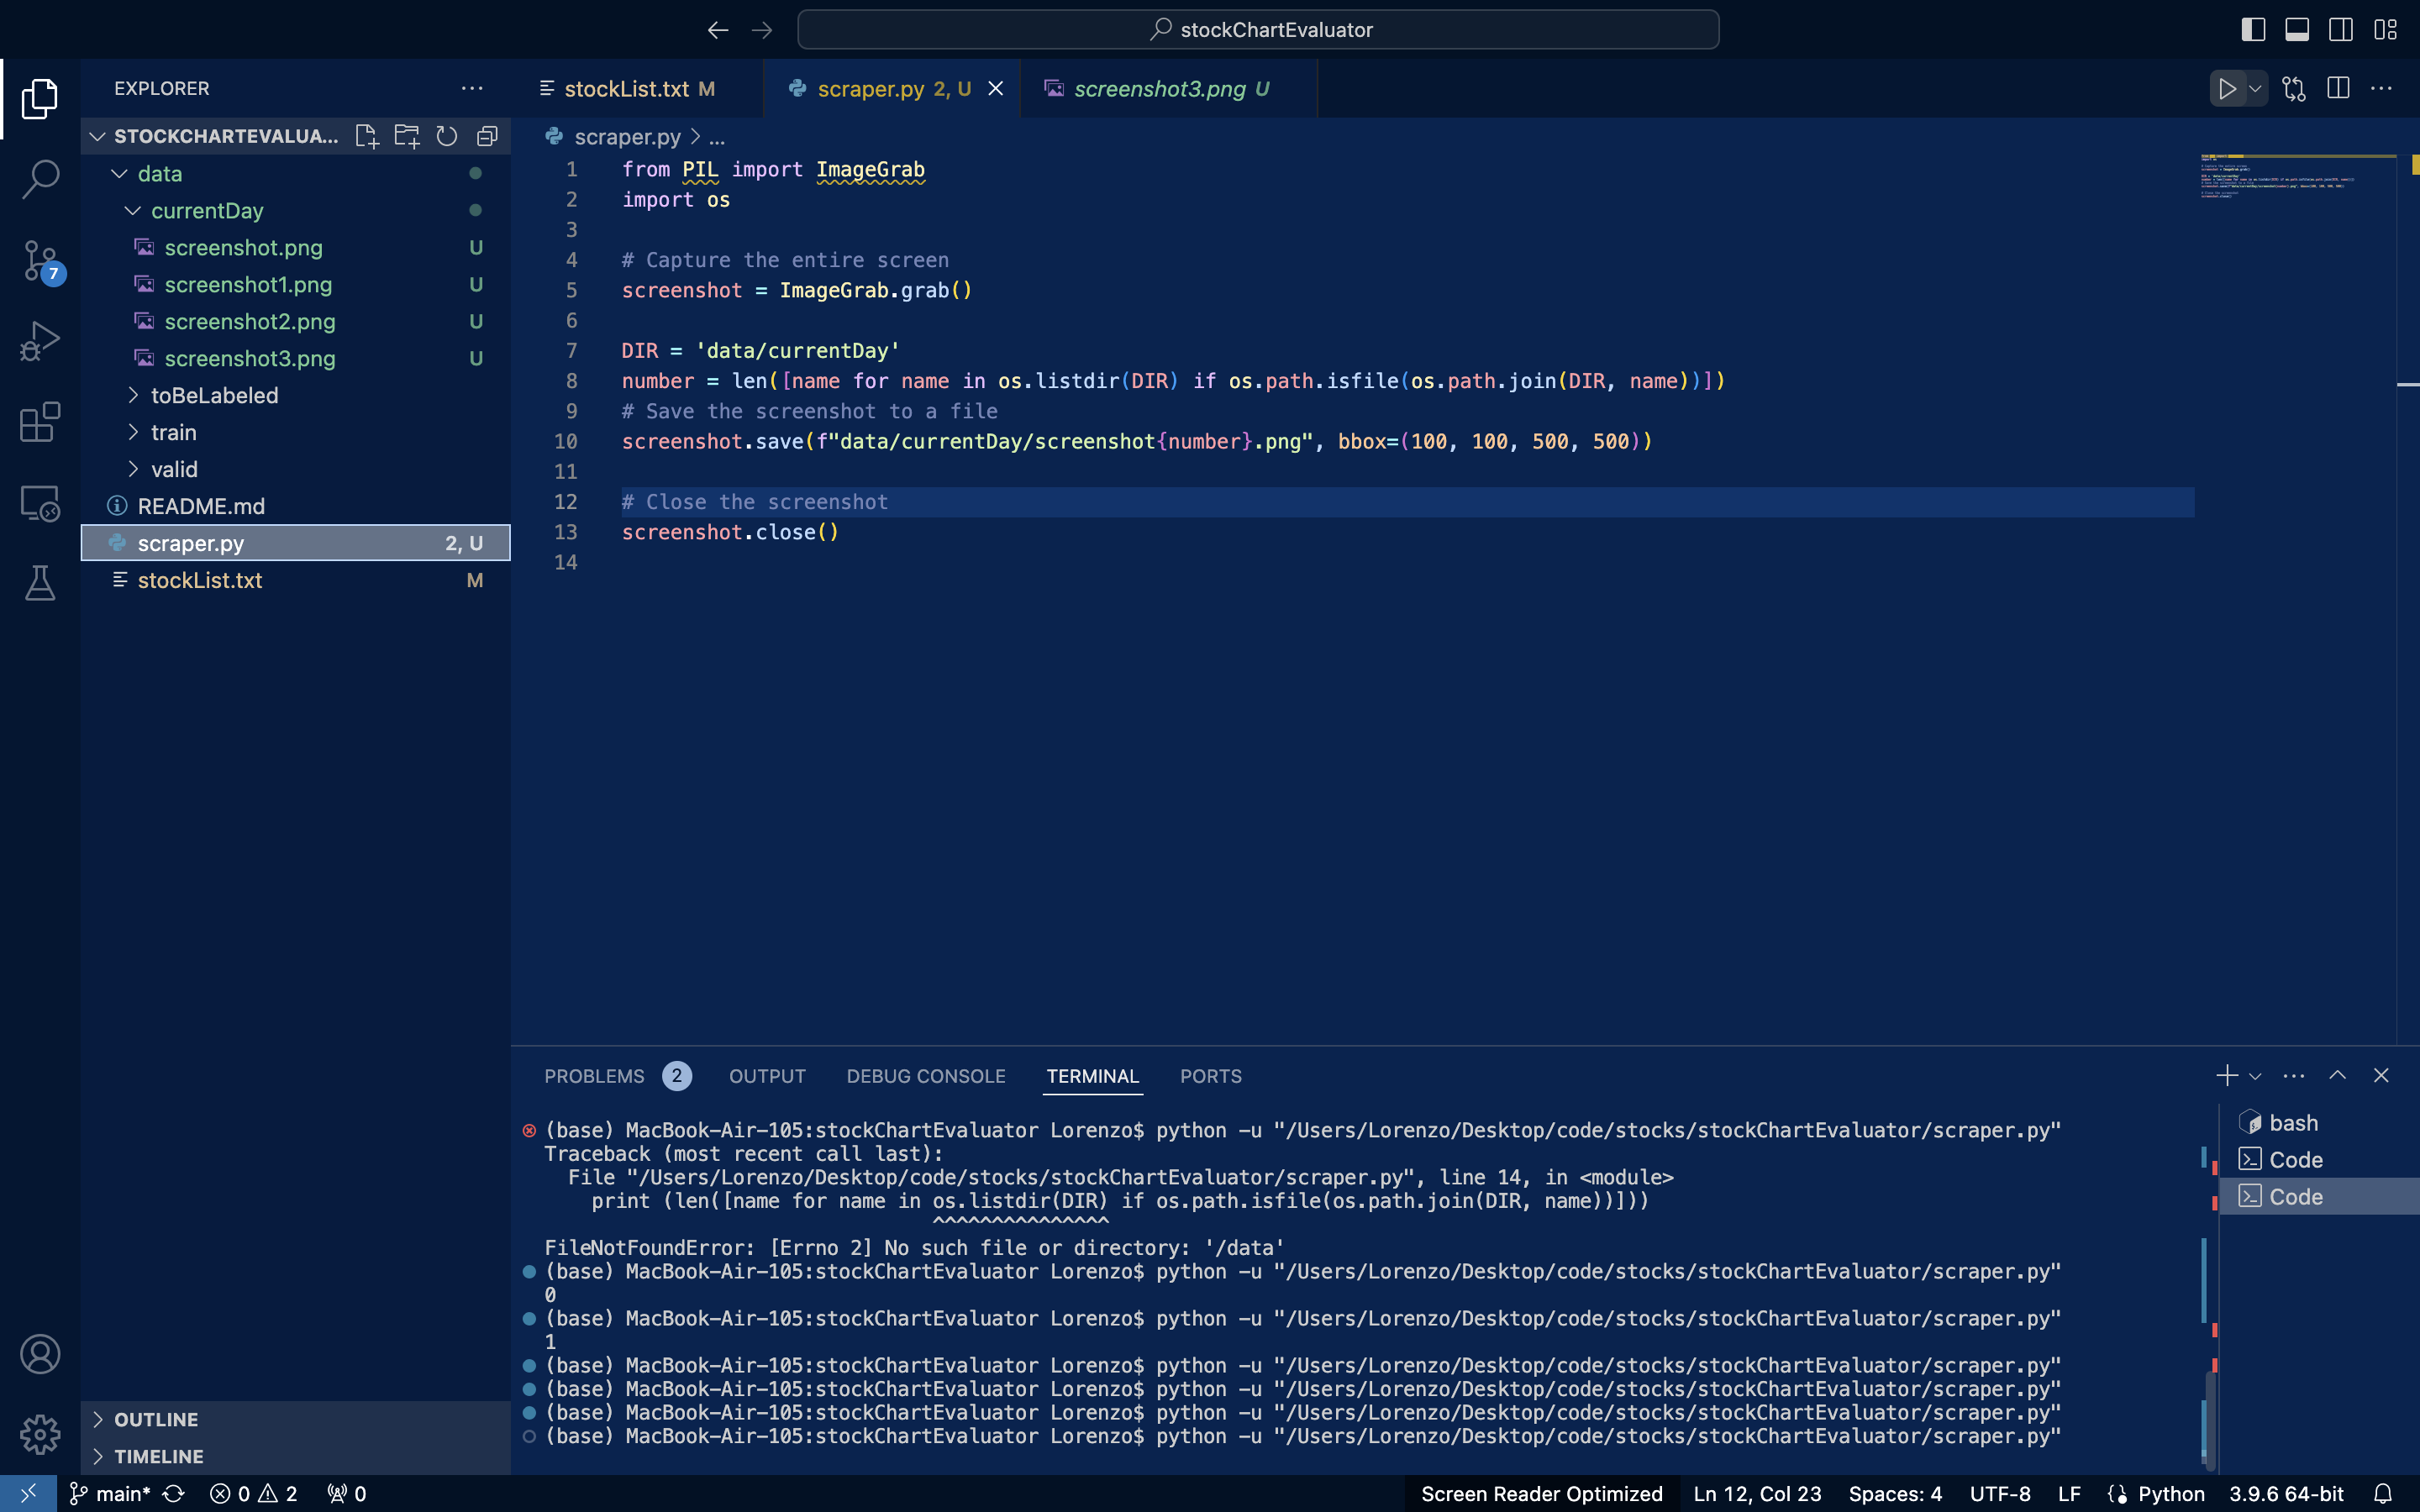 stockChartEvaluator
EXPLORER
stockList.txt M
scraper.py 2, U
screenshot3.png U
STOCKCHARTEVALUA...
scraper.py > ...
data
currentDay
screenshot.png U
screenshot1.png U
screenshot2.png U
screenshot3.png U
toBeLabeled
train
valid
README.md
scraper.py 2, U
stockList.txt M
7
1 from PIL import ImageGrab
2 import os
3
4 # Capture the entire screen
5 screenshot = ImageGrab.grab()
6
7 DIR = 'data/currentDay'
8 number = len([name for name in os.listdir(DIR) if os.path.isfile(os.path.join(DIR, name))])
9 # Save the screenshot to a file
10 screenshot.save(f"data/currentDay/screenshot{number}.png", bbox=(100, 100, 500, 500))
11
12 # Close the screenshot
13 screenshot.close()
14
PROBLEMS 2 OUTPUT DEBUG CONSOLE TERMINAL PORTS
(base) MacBook-Air-105:stockChartEvaluator Lorenzo$ python -u "/Users/Lorenzo/Desktop/code/stocks/stockChartEvaluator/scraper.py"
Traceback (most recent call last):
File "/Users/Lorenzo/Desktop/code/stocks/stockChartEvaluator/scraper.py", line 14, in <module>
print (len([name for name in os.listdir(DIR) if os.path.isfile(os.path.join(DIR, name))]))
^^^^^^^^^^^^^^^
FileNotFoundError: [Errno 2] No such file or directory: '/data'
(base) MacBook-Air-105:stockChartEvaluator Lorenzo$ python -u "/Users/Lorenzo/Desktop/code/stocks/stockChartEvaluator/scraper.py"
0
(base) MacBook-Air-105:stockChartEvaluator Lorenzo$ python -u "/Users/Lorenzo/Desktop/code/stocks/stockChartEvaluator/scraper.py"
1
(base) MacBook-Air-105:stockChartEvaluator Lorenzo$ python -u "/Users/Lorenzo/Desktop/code/stocks/stockChartEvaluator/scraper.py"
(base) MacBook-Air-105:stockChartEvaluator Lorenzo$ python -u "/Users/Lorenzo/Desktop/code/stocks/stockChartEvaluator/scraper.py"
(base) MacBook-Air-105:stockChartEvaluator Lorenzo$ python -u "/Users/Lorenzo/Desktop/code/stocks/stockChartEvaluator/scraper.py"
(base) MacBook-Air-105:stockChartEvaluator Lorenzo$ python -u "/Users/Lorenzo/Desktop/code/stocks/stockChartEvaluator/scraper.py"
bash
Code
Code
OUTLINE
TIMELINE
main* 0 2 0
Screen Reader Optimized Ln 12, Col 23 Spaces: 4 UTF-8 LF Python 3.9.6 64-bit